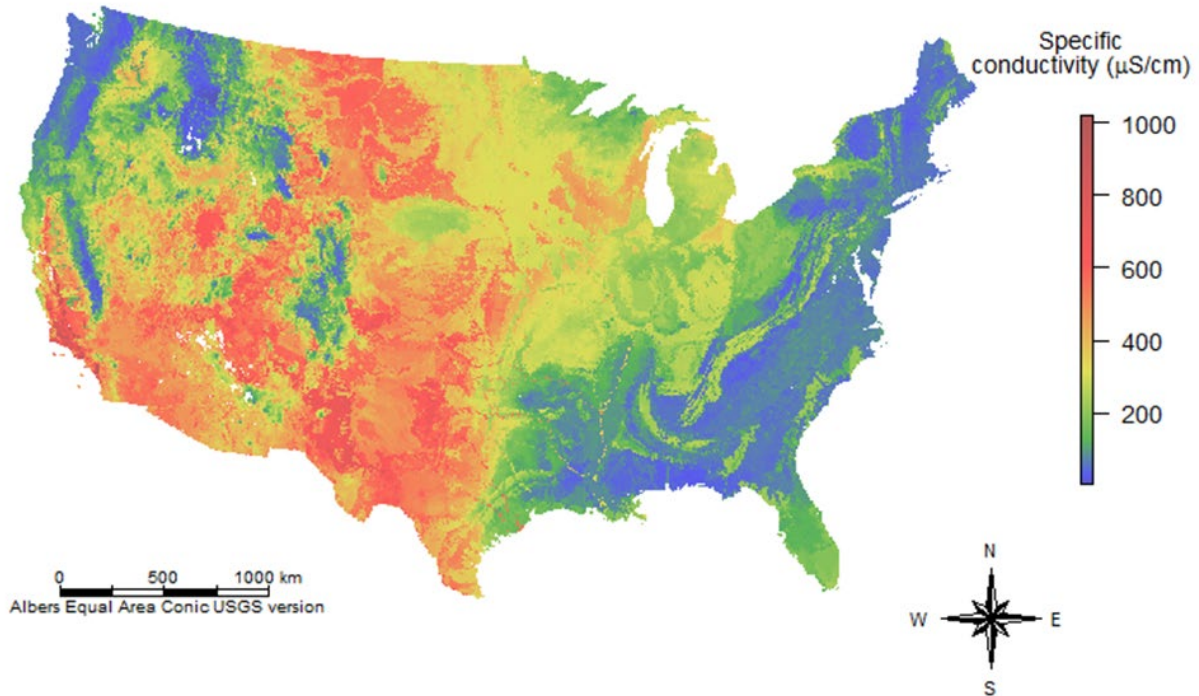 Specific
conductivity (µS/cm)
1000
800
600
400
200
0 500 1000 km
Albers Equal Area Conic USGS version
N
W E
S